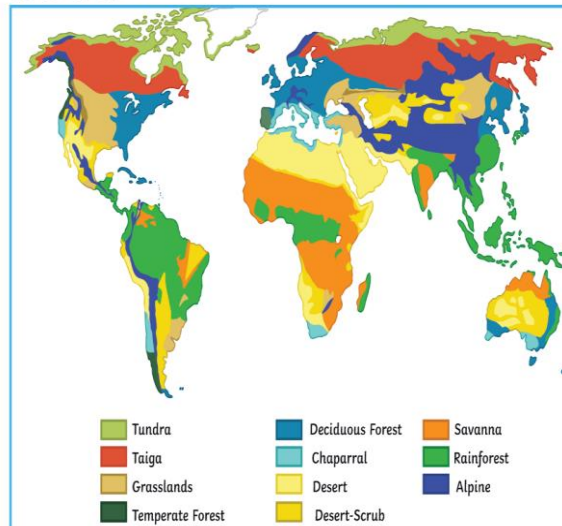 Tundra
Taiga
Grasslands
Temperate Forest
Deciduous Forest
Chaparral
Desert
Desert-Scrub
Savanna
Rainforest
Alpine